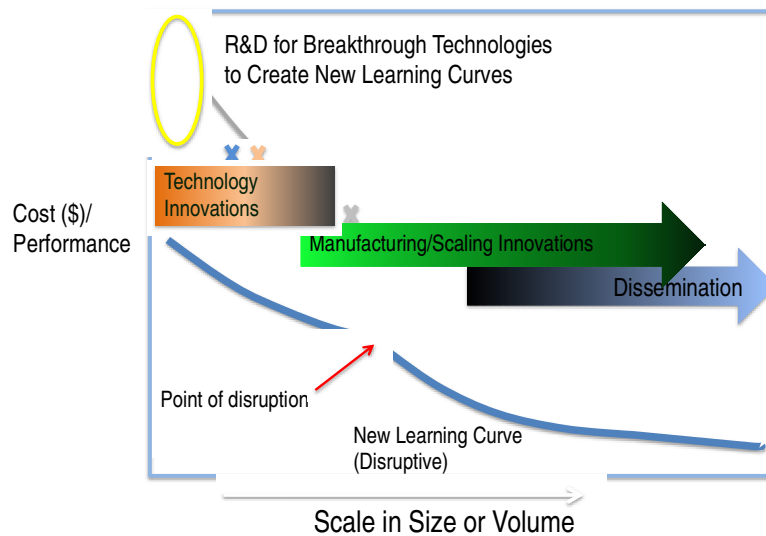 R&D for Breakthrough Technologies
to Create New Learning Curves
Technology
Innovations
Cost ($)/
Performance
Manufacturing/Scaling Innovations
Dissemination
Point of disruption
New Learning Curve
(Disruptive)
Scale in Size or Volume